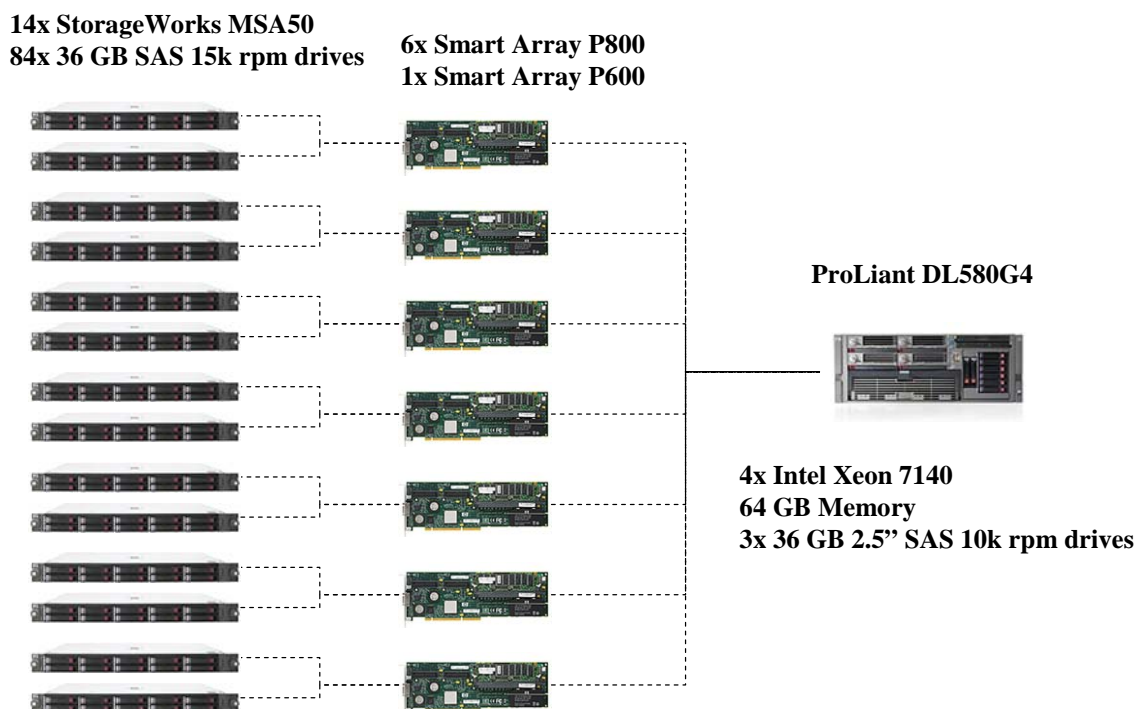 14x StorageWorks MSA50
84x 36 GB SAS 15k rpm drives
6x Smart Array P800
1x Smart Array P600
ProLiant DL580G4
4x Intel Xeon 7140
64 GB Memory
3x 36 GB 2.5” SAS 10k rpm drives